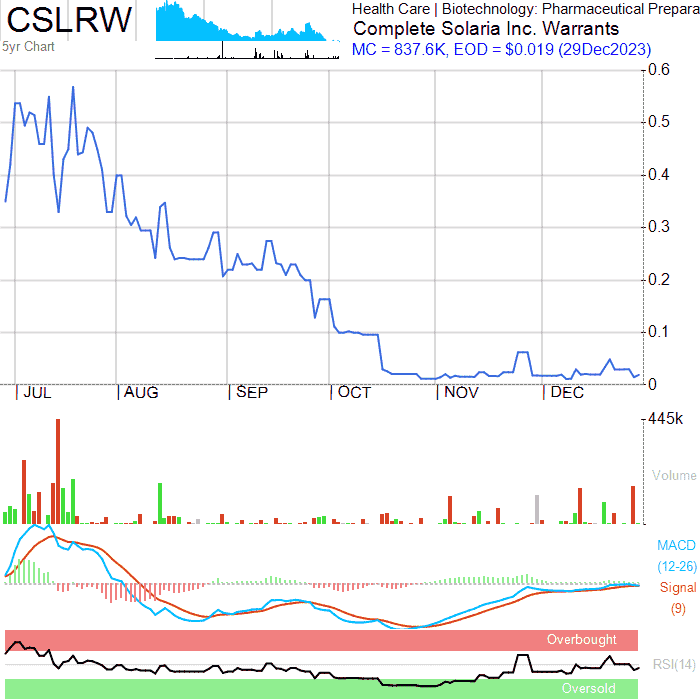 CSLRW
5yr Chart
Health Care | Biotechnology: Pharmaceutical Prepara
Complete Solaria Inc. Warrants
MC = 837.6K, EOD = $0.019 (29Dec2023)
0.6
0.5
0.4
0.3
0.2
0.1
0
JUL AUG SEP OCT NOV DEC
445k
Volume
MACD
(12-26)
Signal
(9)
Overbought
RSI(14)
Oversold